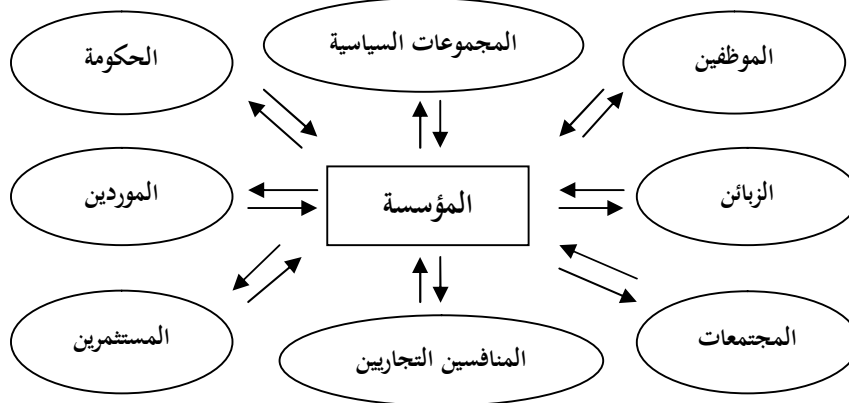 الموظفين
المجموعات السياسية
الحكومة
الزبائن
المؤسسة
الموردين
المجتمعات
المنافسين التجاريين
المستثمرين